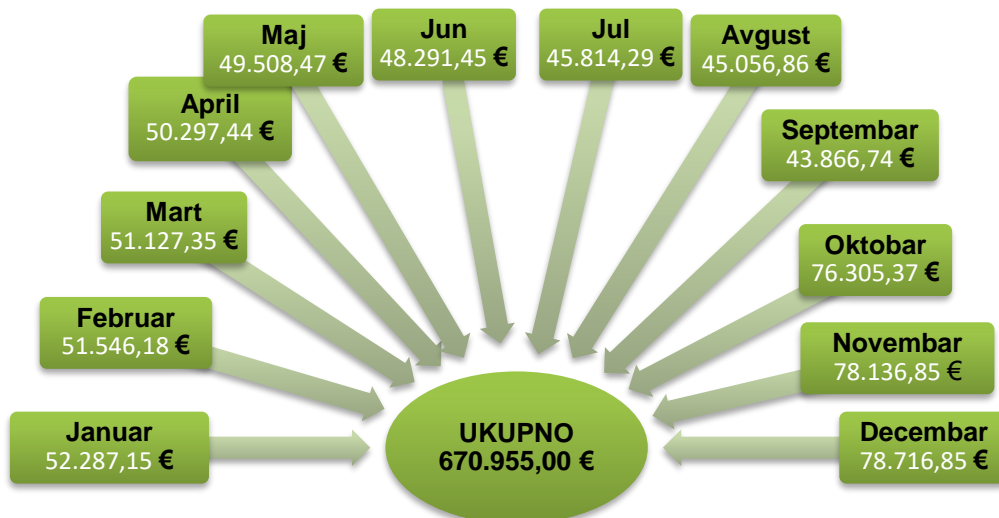 Januar
52.287,15 €
Februar
51.546,18 €
Mart
51.127,35 €
April
50.297,44 €
Maj
49.508,47 €
Jun
48.291,45 €
Jul
45.814,29 €
Avgust
45.056,86 €
Septembar
43.866,74 €
Oktobar
76.305,37 €
Novembar
78.136,85 €
Decembar
78.716,85 €
UKUPNO
670.955,00 €